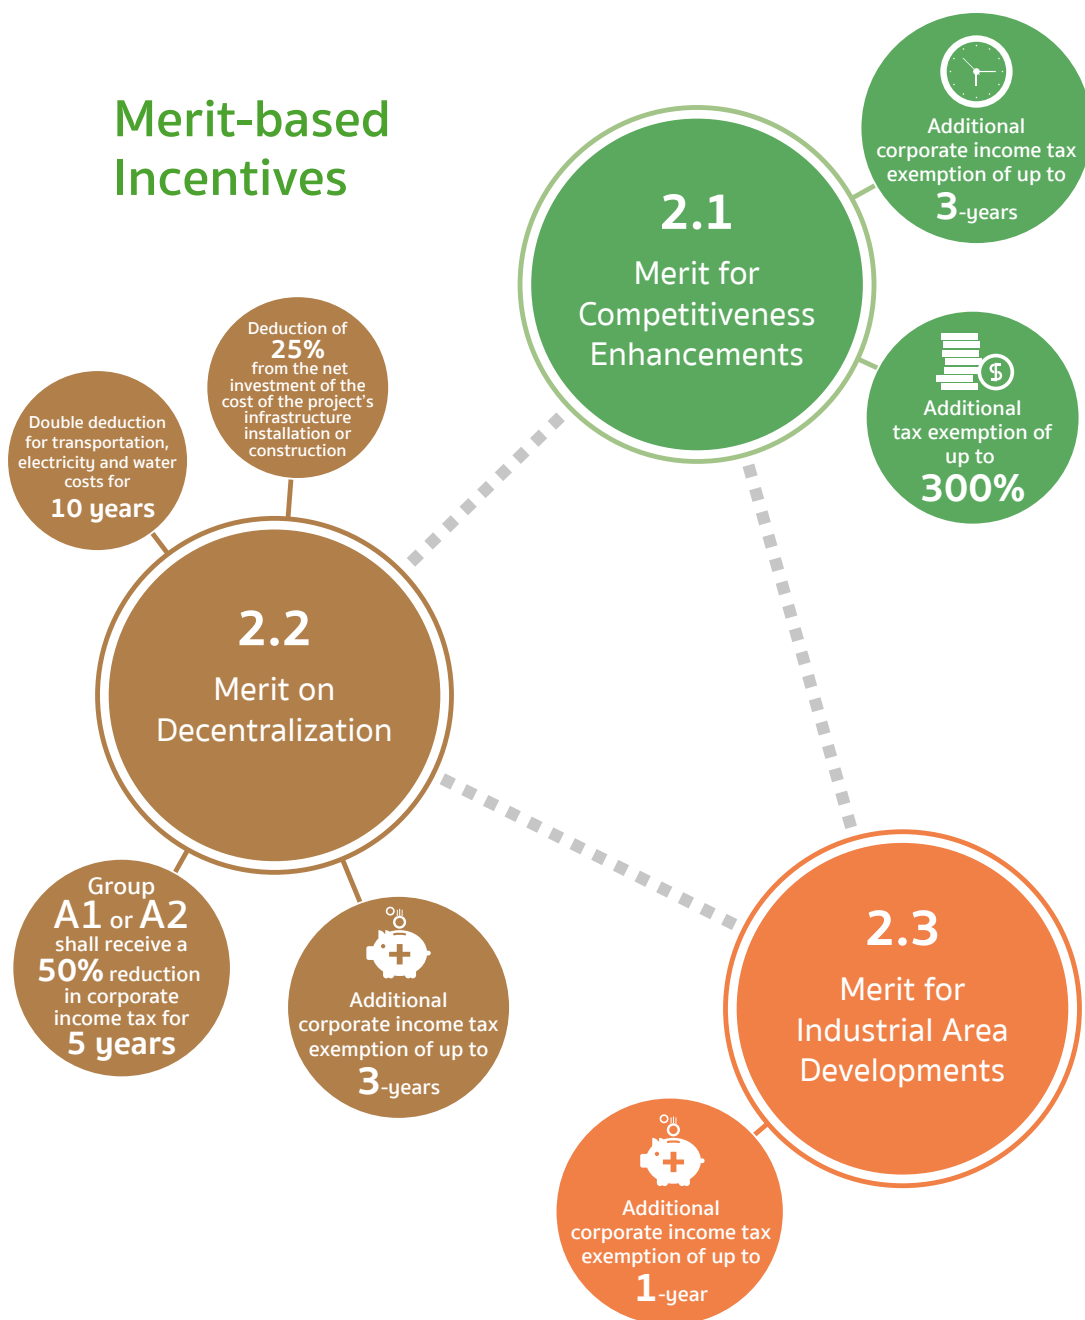 Merit-based
Incentives
Additional
corporate income tax
exemption of up to
3-years
2.1
Merit for
Competitiveness
Enhancements
$
Additional
tax exemption of
up to
300%
Deduction of
25%
from the net
investment of the
cost of the project's
infrastructure
installation or
construction
Double deduction
for transportation,
electricity and water
costs for
10 years
2.2
Merit on
Decentralization
Group
A1 or A2
shall receive a
50% reduction
in corporate
income tax for
5 years
Additional
corporate income tax
exemption of up to
3-years
2.3
Merit for
Industrial Area
Developments
Additional
corporate income tax
exemption of up to
1-year